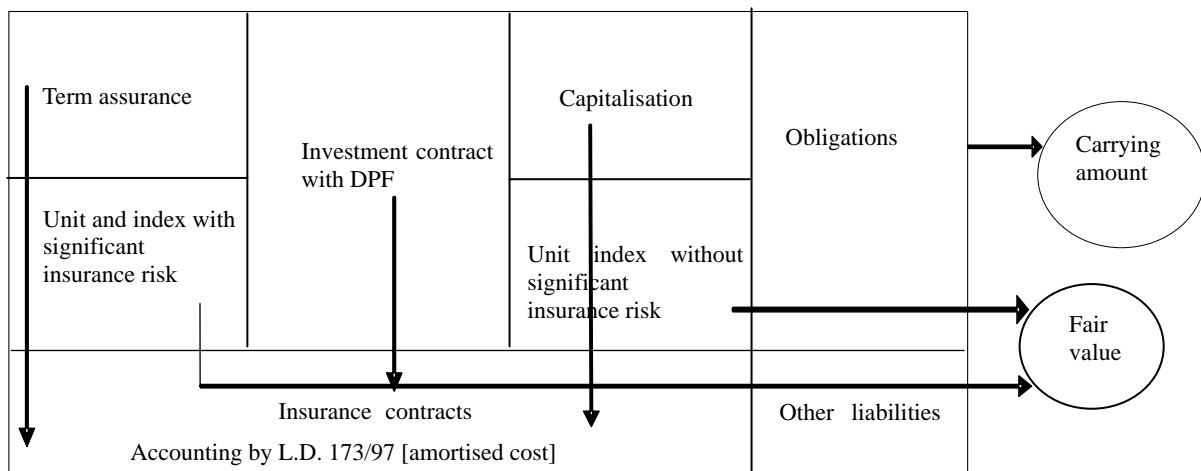 Term assurance
Capitalisation
Obligations
Carrying
amount
Investment contract
with DPF
Unit and index with
significant
insurance risk
Unit index without
significant
insurance risk
Fair
value
Insurance contracts
Other liabilities
Accounting by L.D. 173/97 [amortised cost]